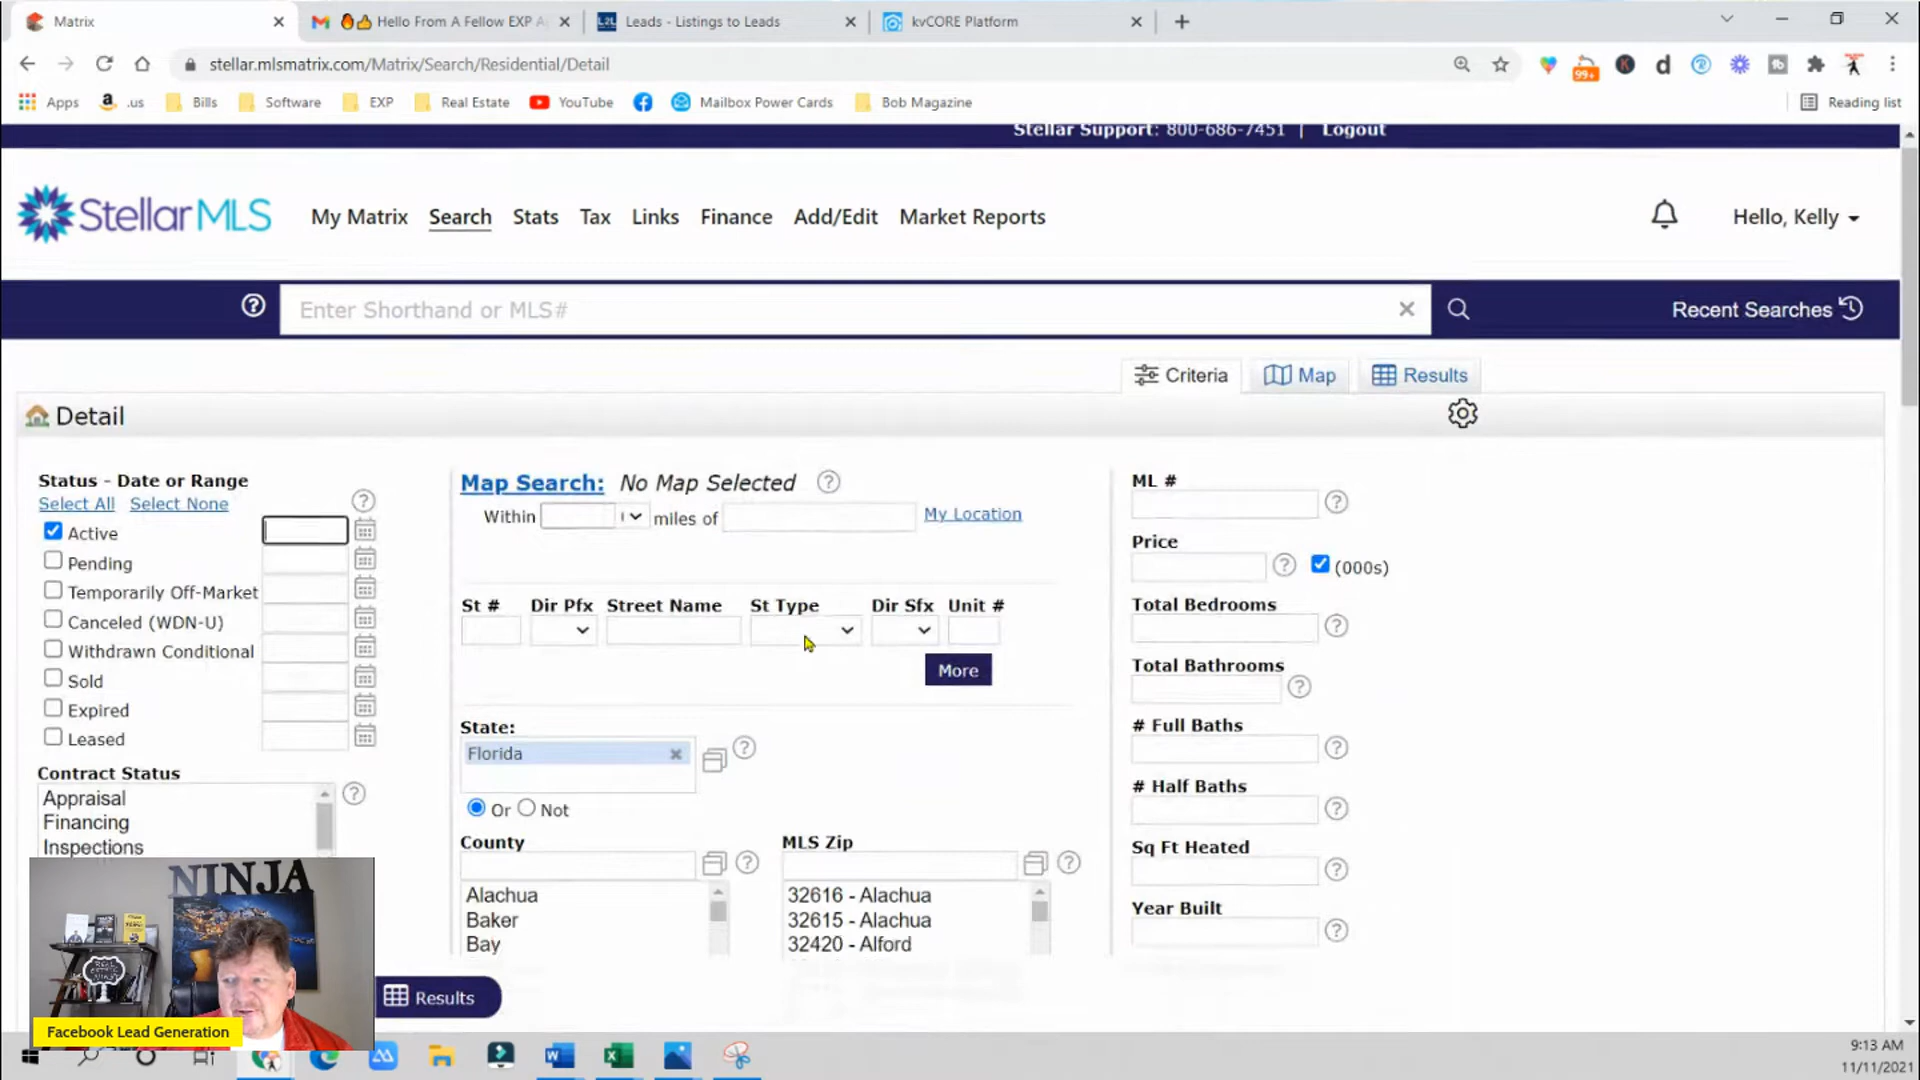 Matrix
🔥👍 Hello From A Fellow EXP A
L2L Leads - Listings to Leads
kvCORE Platform
stellar.mlsmatrix.com/Matrix/Search/Residential/Detail
99+
Apps
.us
Bills
Software
EXP
Real Estate
YouTube
Mailbox Power Cards
Bob Magazine
Reading list
Stellar Support: 800-686-7451 | Logout
StellarMLS
My Matrix Search Stats Tax Links Finance Add/Edit Market Reports
Hello, Kelly
Enter Shorthand or MLS#
Recent Searches
Criteria
Map
Results
Detail
Status - Date or Range
Select All Select None
Active
Pending
Temporarily Off-Market
Canceled (WDN-U)
Withdrawn Conditional
Sold
Expired
Leased
Contract Status
Appraisal
Financing
Inspections
Map Search: No Map Selected
Within miles of My Location
St # Dir Pfx Street Name St Type Dir Sfx Unit #
More
State:
Florida
Or Not
County
Alachua
Baker
Bay
MLS Zip
32616 - Alachua
32615 - Alachua
32420 - Alford
ML #
Price
(000s)
Total Bedrooms
Total Bathrooms
# Full Baths
# Half Baths
Sq Ft Heated
Year Built
Results
NINJA
REAL ESTATE NINJA
Facebook Lead Generation
9:13 AM
11/11/2021